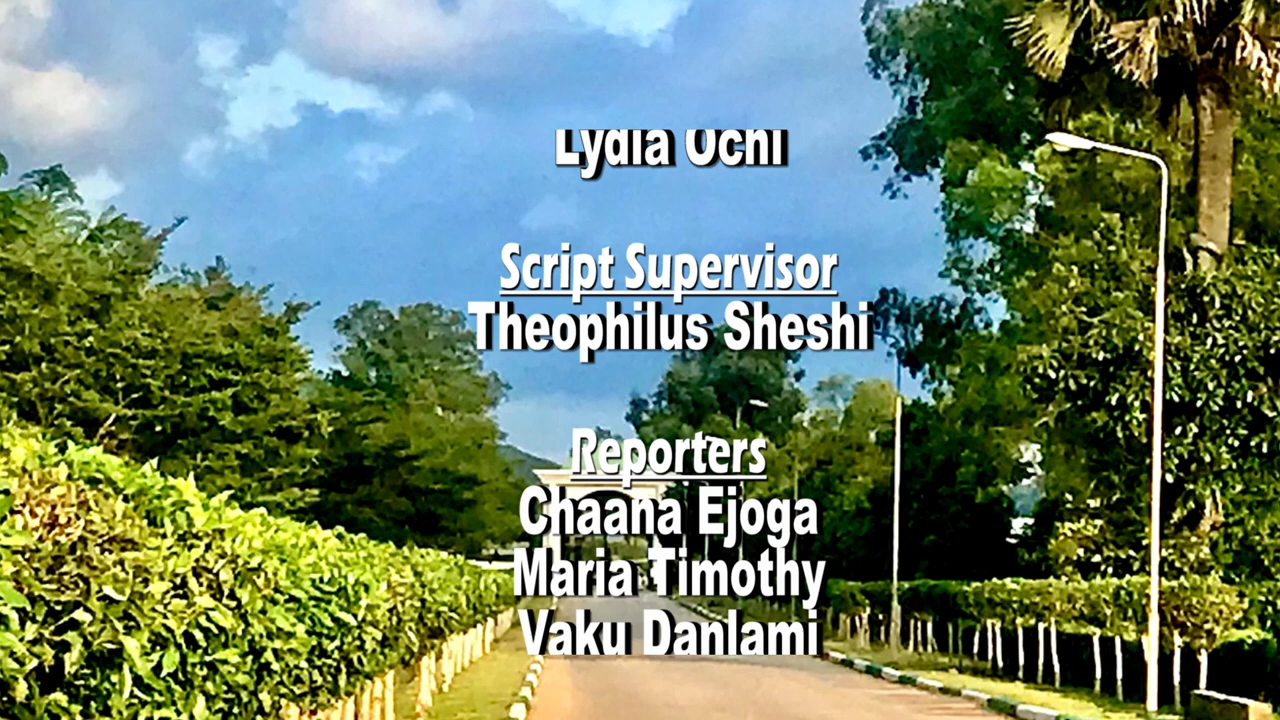 Lydia Ochi
Script Supervisor
Theophilus Sheshi
Reporters
Chaana Ejoga
Maria Timothy
Vaku Danlami